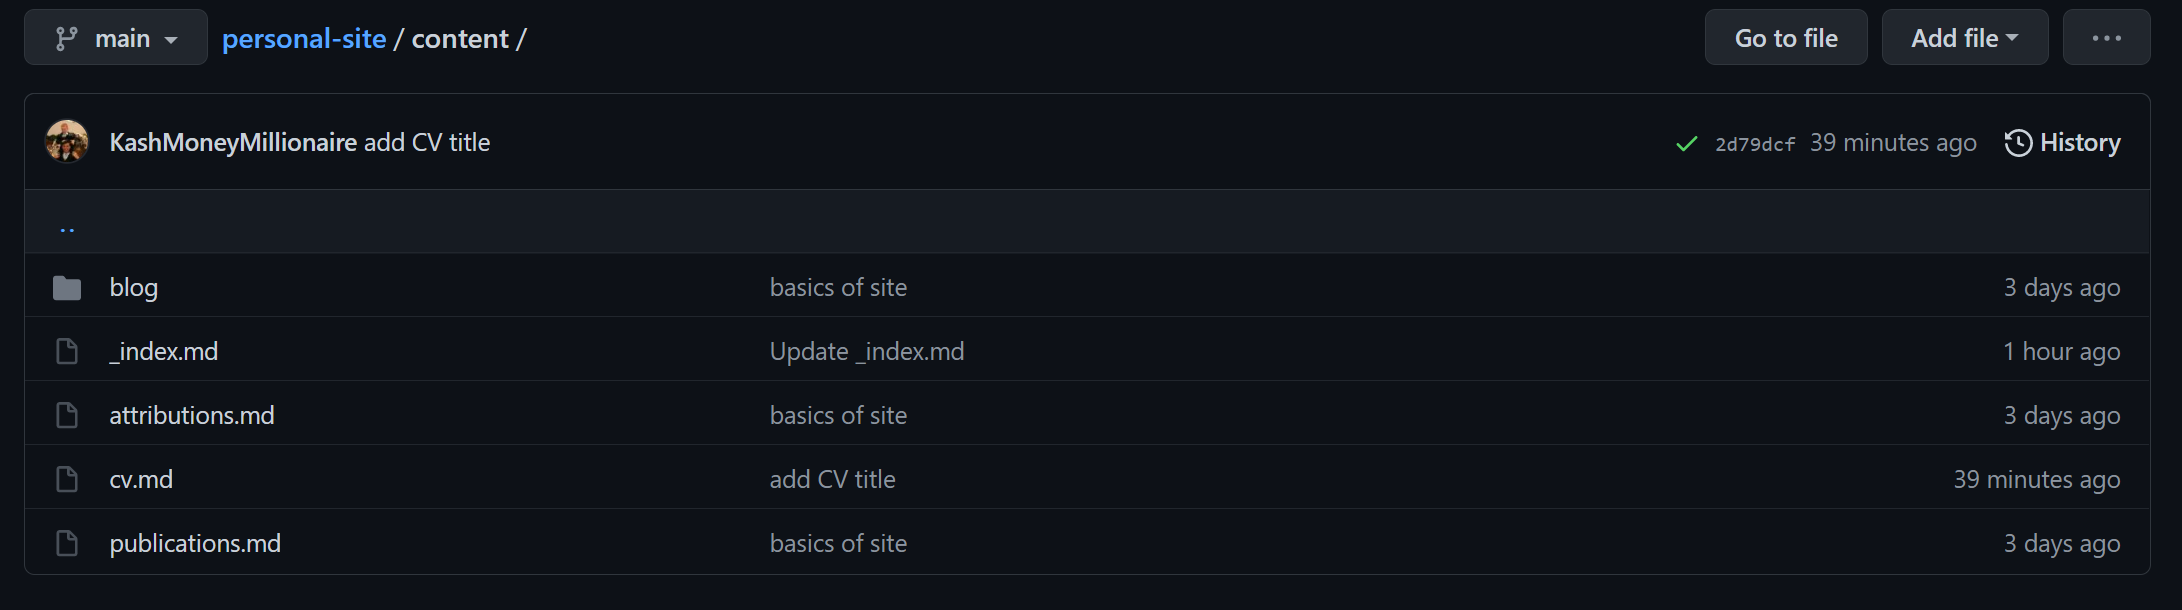 main personal-site / content / Go to file Add file ...
KashMoneyMillionaire add CV title 2d79dcf 39 minutes ago History
..
blog basics of site 3 days ago
_index.md Update _index.md 1 hour ago
attributions.md basics of site 3 days ago
cv.md add CV title 39 minutes ago
publications.md basics of site 3 days ago